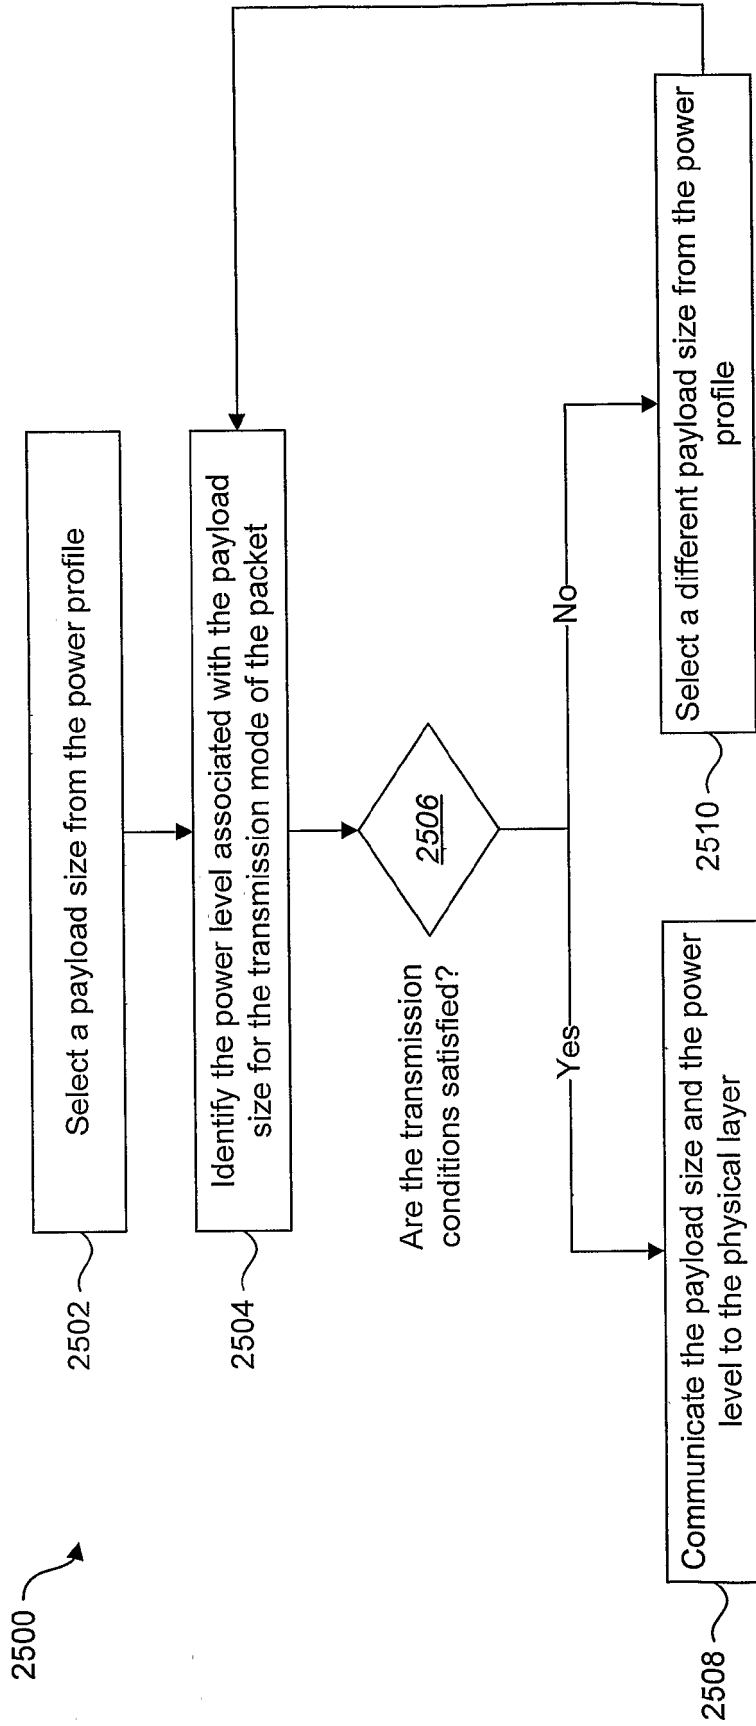 2500
2502
Select a payload size from the power profile
2504
Identify the power level associated with the payload
size for the transmission mode of the packet
Are the transmission
conditions satisfied?
2506
Yes
No
2508
Communicate the payload size and the power
level to the physical layer
2510
Select a different payload size from the power
profile